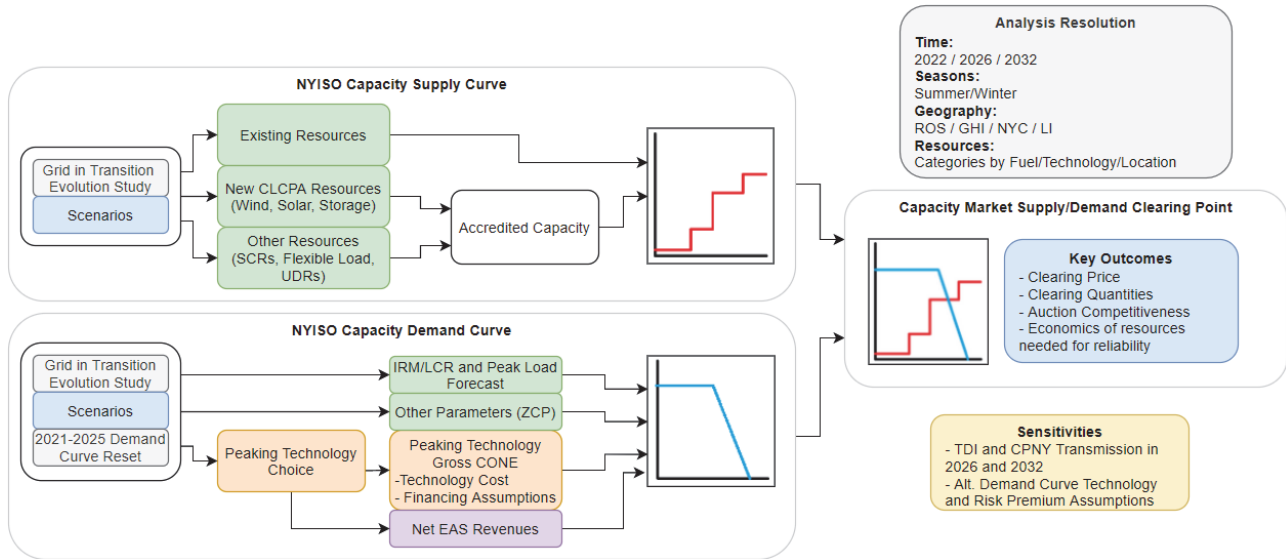 Analysis Resolution
Time:
2022 / 2026 / 2032
Seasons:
Summer/Winter
Geography:
ROS / GHI / NYC / LI
Resources:
Categories by Fuel/Technology/Location
NYISO Capacity Supply Curve
Grid in Transition
Evolution Study
Scenarios
Existing Resources
New CLCPA Resources
(Wind, Solar, Storage)
Other Resources
(SCRs, Flexible Load,
UDRs)
Accredited Capacity
NYISO Capacity Demand Curve
Grid in Transition
Evolution Study
Scenarios
2021-2025 Demand
Curve Reset
Peaking Technology
Choice
IRM/LCR and Peak Load
Forecast
Other Parameters (ZCP)
Peaking Technology
Gross CONE
-Technology Cost
- Financing Assumptions
Net EAS Revenues
Capacity Market Supply/Demand Clearing Point
Key Outcomes
- Clearing Price
- Clearing Quantities
- Auction Competitiveness
- Economics of resources
needed for reliability
Sensitivities
- TDI and CPNY Transmission in
2026 and 2032
- Alt. Demand Curve Technology
and Risk Premium Assumptions